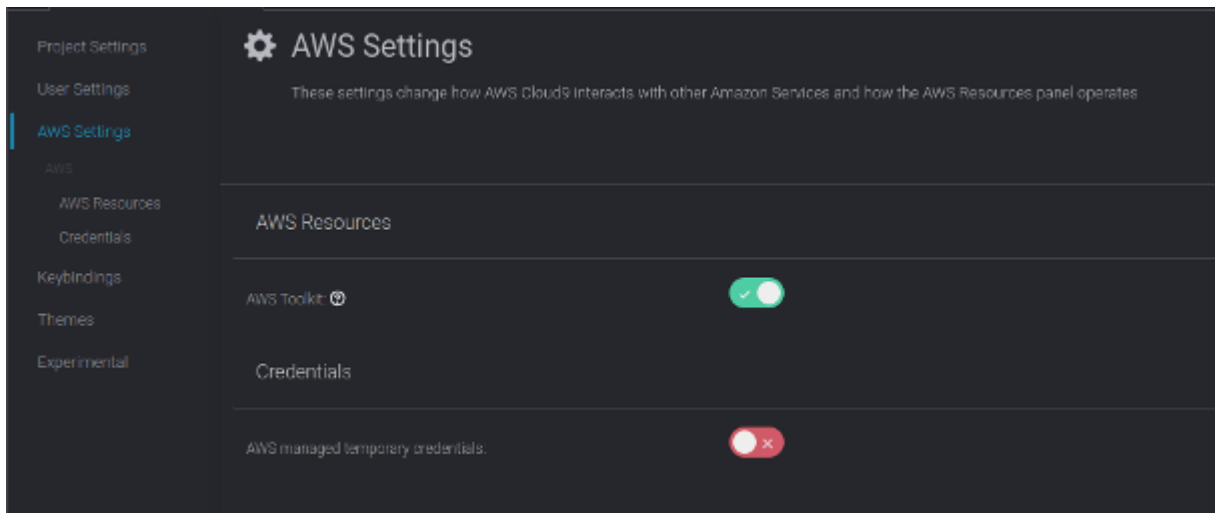 Project Settings
User Settings
AWS Settings
AWS
AWS Resources
Credentials
Keybindings
Themes
Experimental
AWS Settings
These settings change how AWS Cloud9 interacts with other Amazon Services and how the AWS Resources panel operates
AWS Resources
AWS Toolkit:
Credentials
AWS managed temporary credentials: